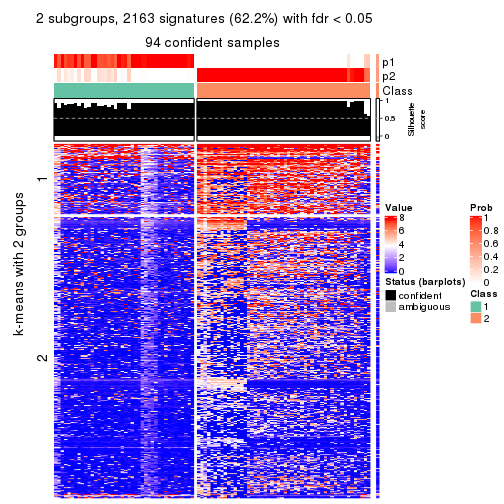 2 subgroups, 2163 signatures (62.2%) with fdr < 0.05
94 confident samples
p1
p2
Class
1
0.5
0
Silhouette
score
k-means with 2 groups
1
2
Value
8
6
4
2
0
Status (barplots)
confident
ambiguous
Prob
1
0.8
0.6
0.4
0.2
0
Class
1
2